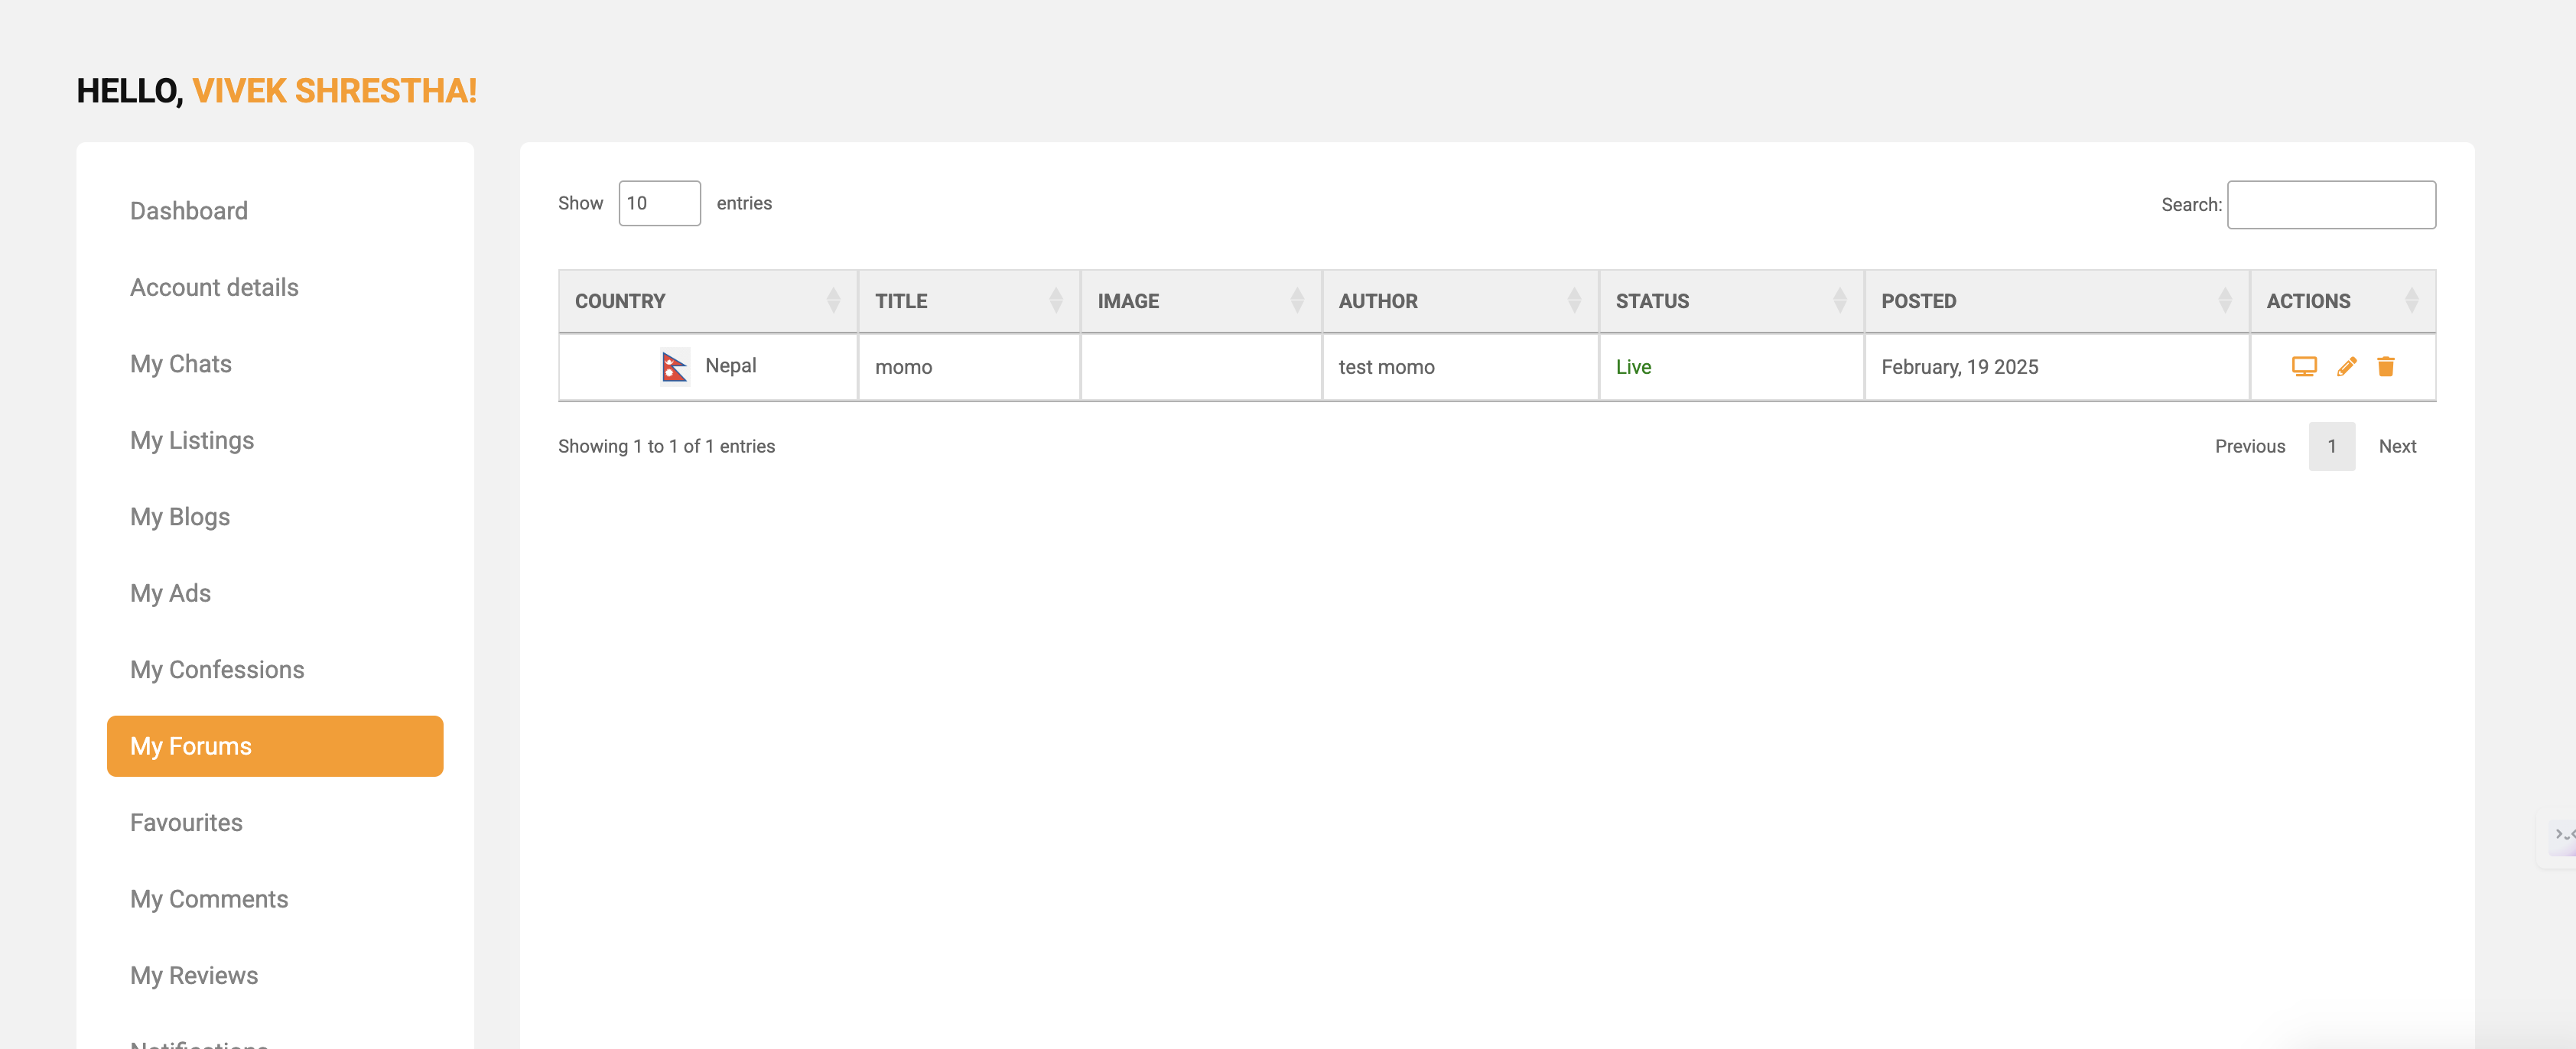 HELLO, VIVEK SHRESTHA!
Dashboard
Account details
My Chats
My Listings
My Blogs
My Ads
My Confessions
My Forums
Favourites
My Comments
My Reviews
Show 10 entries
Search:
COUNTRY TITLE IMAGE AUTHOR STATUS POSTED ACTIONS
Nepal momo test momo Live February, 19 2025
Showing 1 to 1 of 1 entries
Previous 1 Next